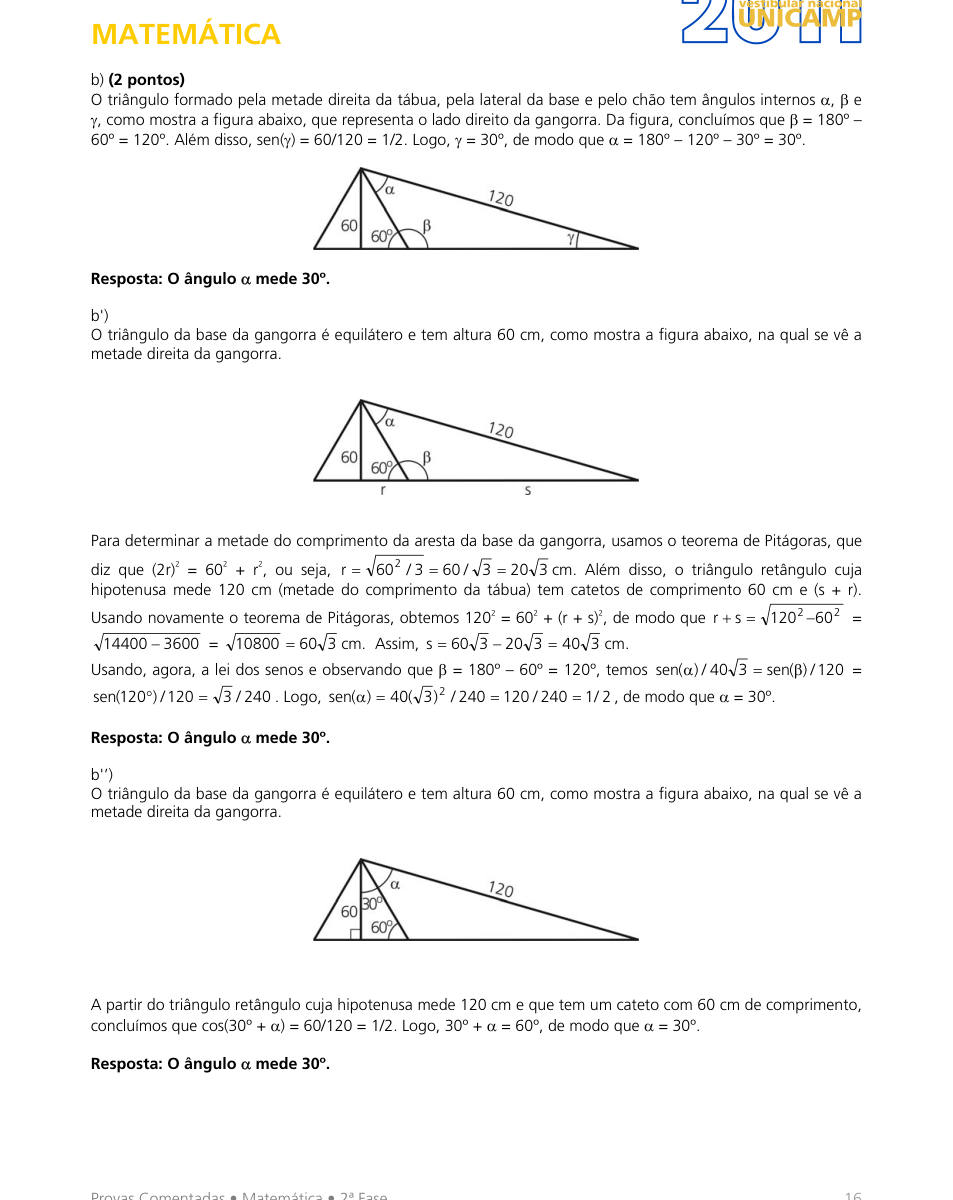 vestibular nacional
2011
UNICAMP
MATEMÁTICA
b) (2 pontos)
O triângulo formado pela metade direita da tábua, pela lateral da base e pelo chão tem ângulos internos α, β e
γ, como mostra a figura abaixo, que representa o lado direito da gangorra. Da figura, concluímos que β = 180º –
60º = 120º. Além disso, sen(γ) = 60/120 = 1/2. Logo, γ = 30º, de modo que α = 180º – 120º – 30º = 30º.
α
120
60
60º
β
γ
Resposta: O ângulo α mede 30º.
b')
O triângulo da base da gangorra é equilátero e tem altura 60 cm, como mostra a figura abaixo, na qual se vê a
metade direita da gangorra.
α
120
60
60º
β
r
s
Para determinar a metade do comprimento da aresta da base da gangorra, usamos o teorema de Pitágoras, que
diz que (2r)² = 60² + r², ou seja, r = √(60² / 3) = 60 / √3 = 20√3 cm. Além disso, o triângulo retângulo cuja
hipotenusa mede 120 cm (metade do comprimento da tábua) tem catetos de comprimento 60 cm e (s + r).
Usando novamente o teorema de Pitágoras, obtemos 120² = 60² + (r + s)², de modo que r + s = √(120² –60²) =
√(14400 – 3600) = √10800 = 60√3 cm. Assim, s = 60√3 – 20√3 = 40√3 cm.
Usando, agora, a lei dos senos e observando que β = 180º – 60º = 120º, temos sen(α) / 40√3 = sen(β) / 120 =
sen(120°) / 120 = √3 / 240 . Logo, sen(α) = 40(√3)² / 240 = 120 / 240 = 1/ 2 , de modo que α = 30º.
Resposta: O ângulo α mede 30º.
b'’)
O triângulo da base da gangorra é equilátero e tem altura 60 cm, como mostra a figura abaixo, na qual se vê a
metade direita da gangorra.
α
120
30º
60
60º
A partir do triângulo retângulo cuja hipotenusa mede 120 cm e que tem um cateto com 60 cm de comprimento,
concluímos que cos(30º + α) = 60/120 = 1/2. Logo, 30º + α = 60º, de modo que α = 30º.
Resposta: O ângulo α mede 30º.
Provas Comentadas • Matemática • 2ª Fase 16